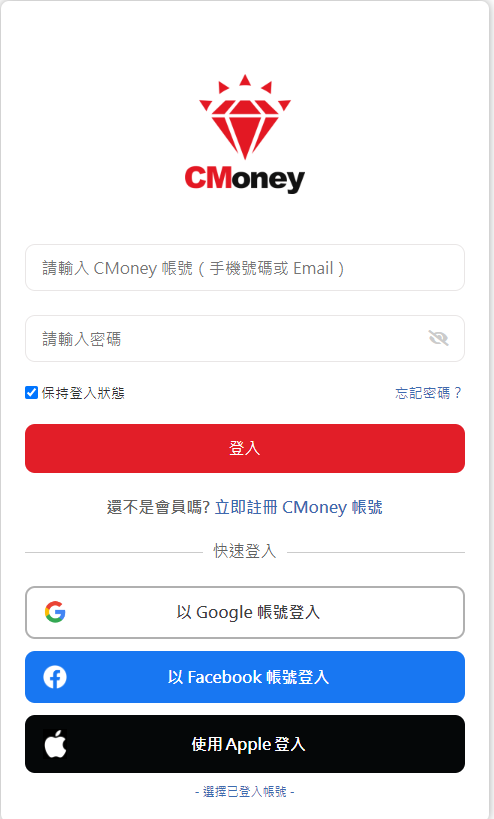 CMoney
請輸入 CMoney 帳號 ( 手機號碼或 Email )
請輸入密碼
保持登入狀態
忘記密碼？
登入
還不是會員嗎? 立即註冊 CMoney 帳號
快速登入
以 Google 帳號登入
以 Facebook 帳號登入
使用 Apple 登入
- 選擇已登入帳號 -